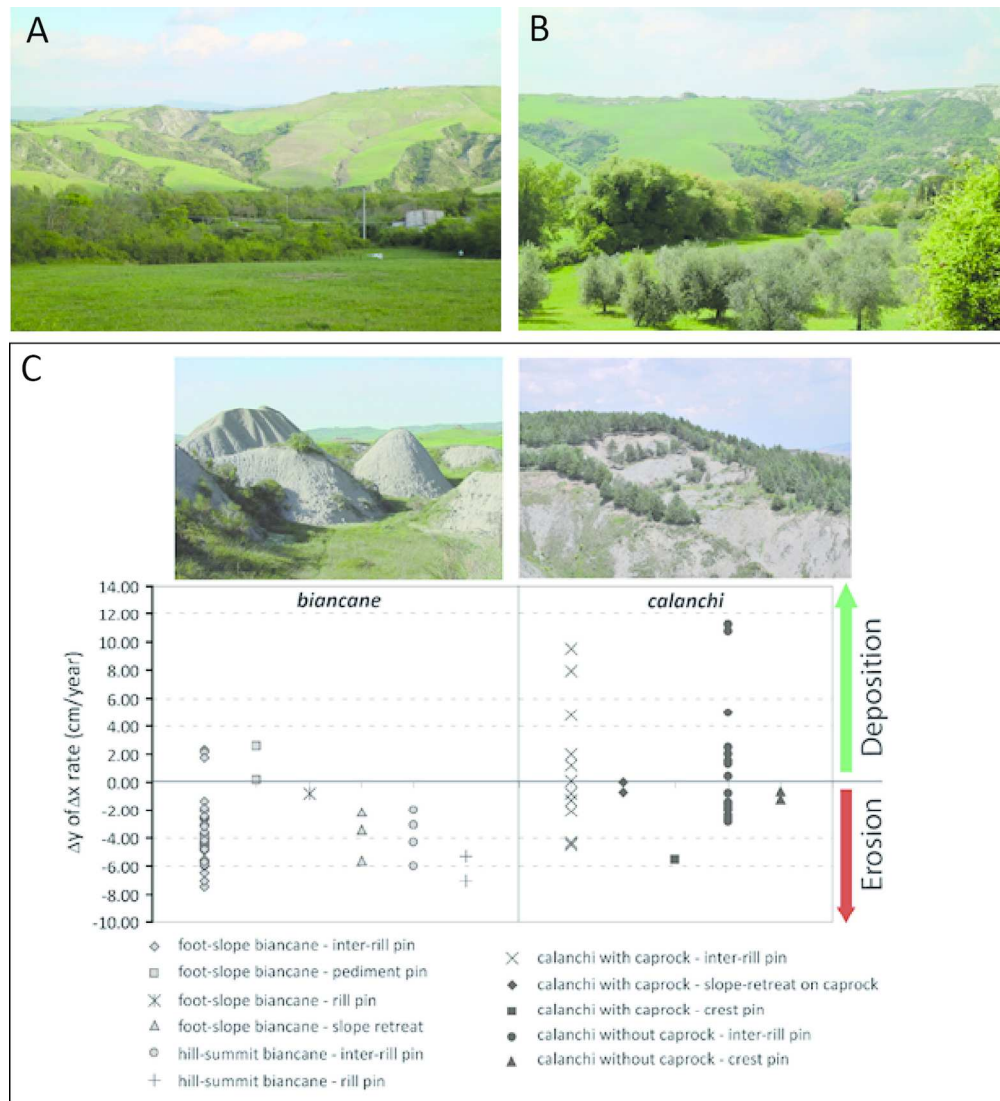 A
B
C
biancane
calanchi
14.00
12.00
10.00
8.00
6.00
4.00
2.00
0.00
-2.00
-4.00
-6.00
-8.00
-10.00
Δy of Δx rate (cm/year)
Deposition
Erosion
foot-slope biancane - inter-rill pin
foot-slope biancane - pediment pin
foot-slope biancane - rill pin
foot-slope biancane - slope retreat
hill-summit biancane - inter-rill pin
hill-summit biancane - rill pin
calanchi with caprock - inter-rill pin
calanchi with caprock - slope-retreat on caprock
calanchi with caprock - crest pin
calanchi without caprock - inter-rill pin
calanchi without caprock - crest pin